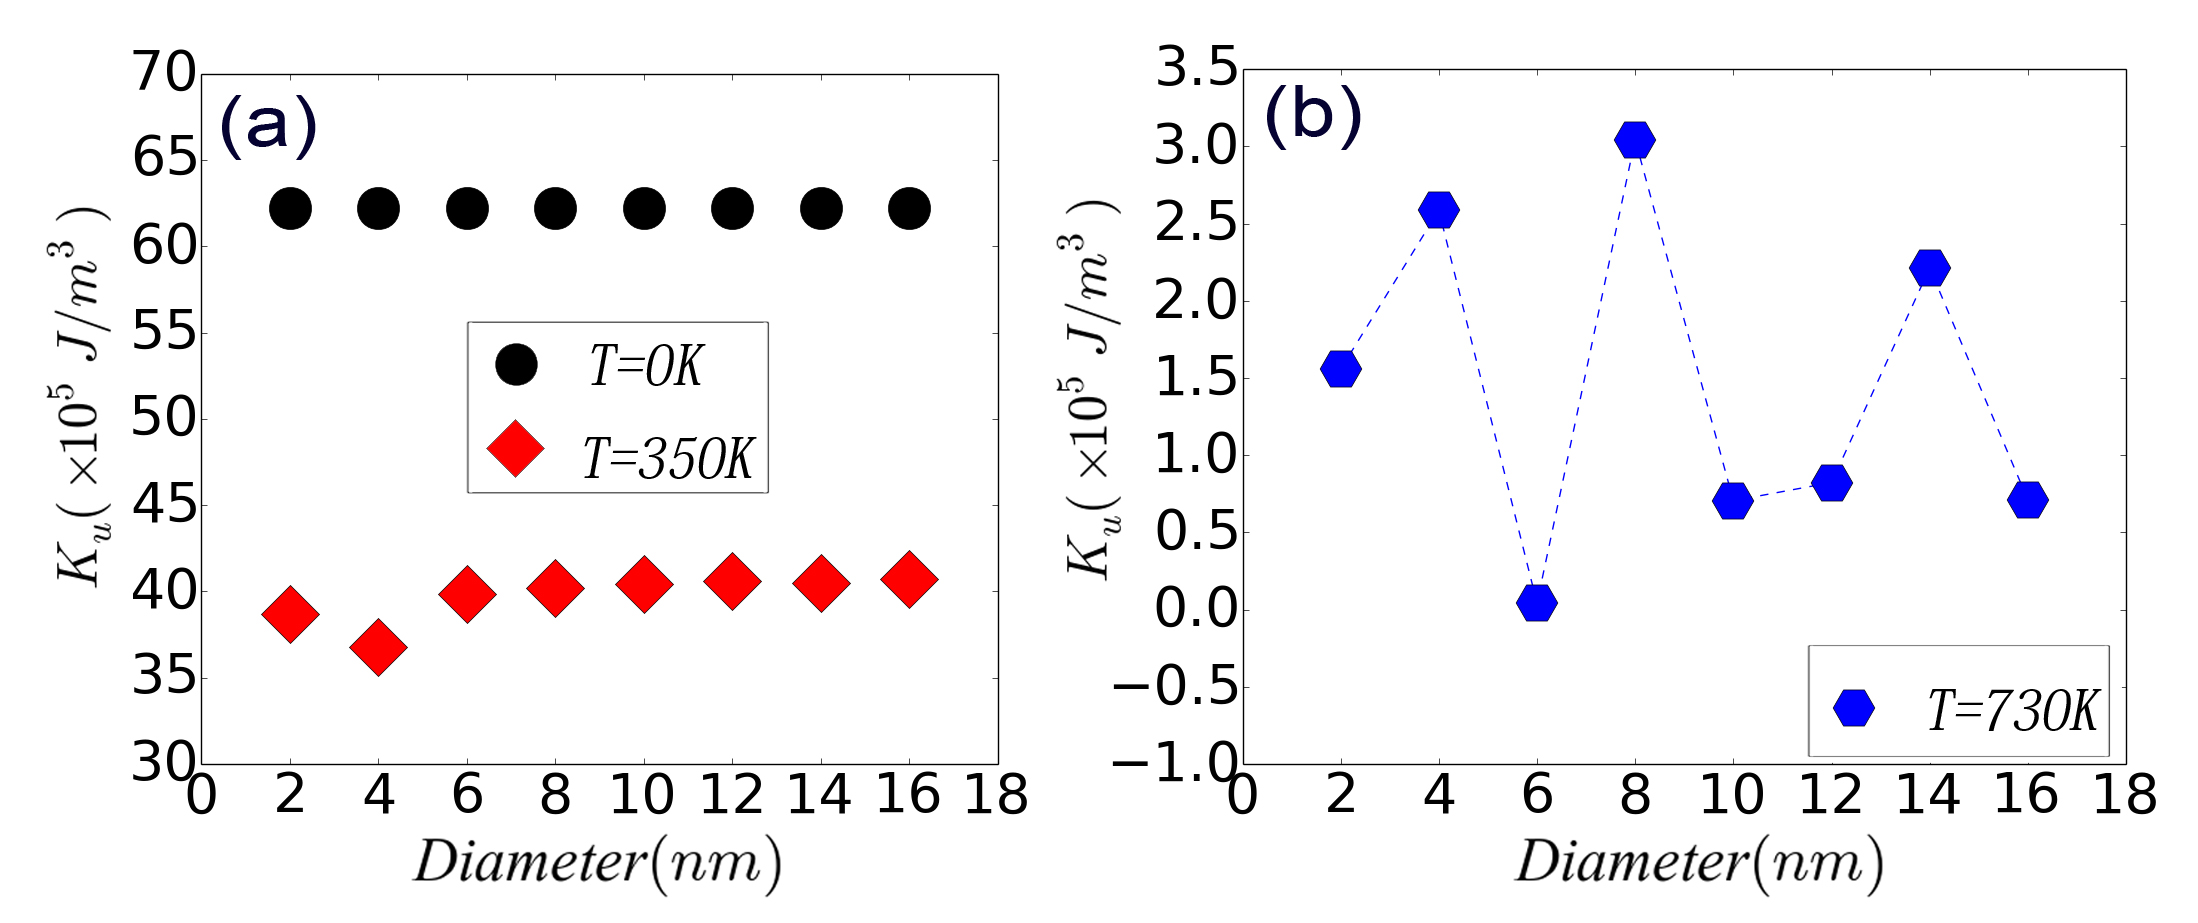 (a)
70
65
60
55
50
45
40
35
30
0 2 4 6 8 10 12 14 16 18
K_u( ×10^5 J/m^3 )
Diameter(nm)
T=0K
T=350K
(b)
3.5
3.0
2.5
2.0
1.5
1.0
0.5
0.0
−0.5
−1.0
0 2 4 6 8 10 12 14 16 18
K_u( ×10^5 J/m^3 )
Diameter(nm)
T=730K